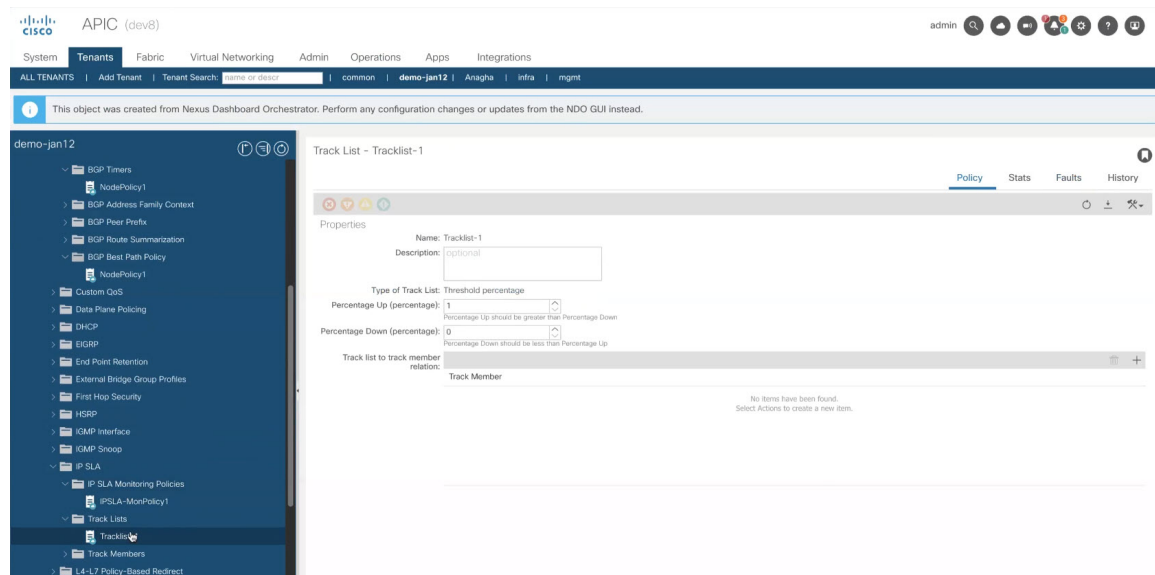 CISCO
APIC (dev8)
admin
System Tenants Fabric Virtual Networking Admin Operations Apps Integrations
ALL TENANTS | Add Tenant | Tenant Search: name or descr | common | demo-jan12 | Anagha | infra | mgmt
This object was created from Nexus Dashboard Orchestrator. Perform any configuration changes or updates from the NDO GUI instead.
demo-jan12
BGP Timers
NodePolicy1
BGP Address Family Context
BGP Peer Prefix
BGP Route Summarization
BGP Best Path Policy
NodePolicy1
Custom QoS
Data Plane Policing
DHCP
EIGRP
End Point Retention
External Bridge Group Profiles
First Hop Security
HSRP
IGMP Interface
IGMP Snoop
IP SLA
IP SLA Monitoring Policies
IPSLA-MonPolicy1
Track Lists
Track Members
L4-L7 Policy-Based Redirect
Track List - Tracklist-1
Policy Stats Faults History
Properties
Name: Tracklist-1
Description: optional
Type of Track List: Threshold percentage
Percentage Up (percentage): 1
Percentage Up should be greater than Percentage Down
Percentage Down (percentage): 0
Percentage Down should be less than Percentage Up
Track list to track member
relation:
Track Member
No items have been found.
Select Actions to create a new item.